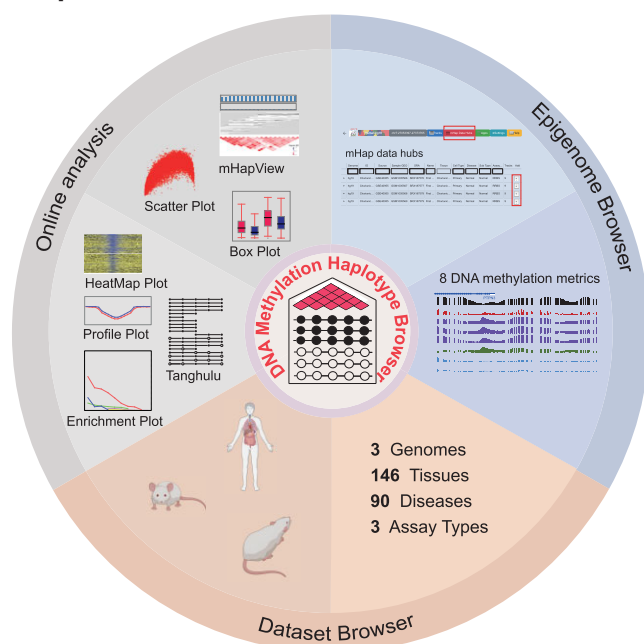 Online analysis
Epigenome Browser
mHapView
Scatter Plot
Box Plot
HeatMap Plot
Profile Plot
Tanghulu
Enrichment Plot
mHap data hubs
8 DNA methylation metrics
DNA Methylation Haplotype Browser
3 Genomes
146 Tissues
90 Diseases
3 Assay Types
Dataset Browser